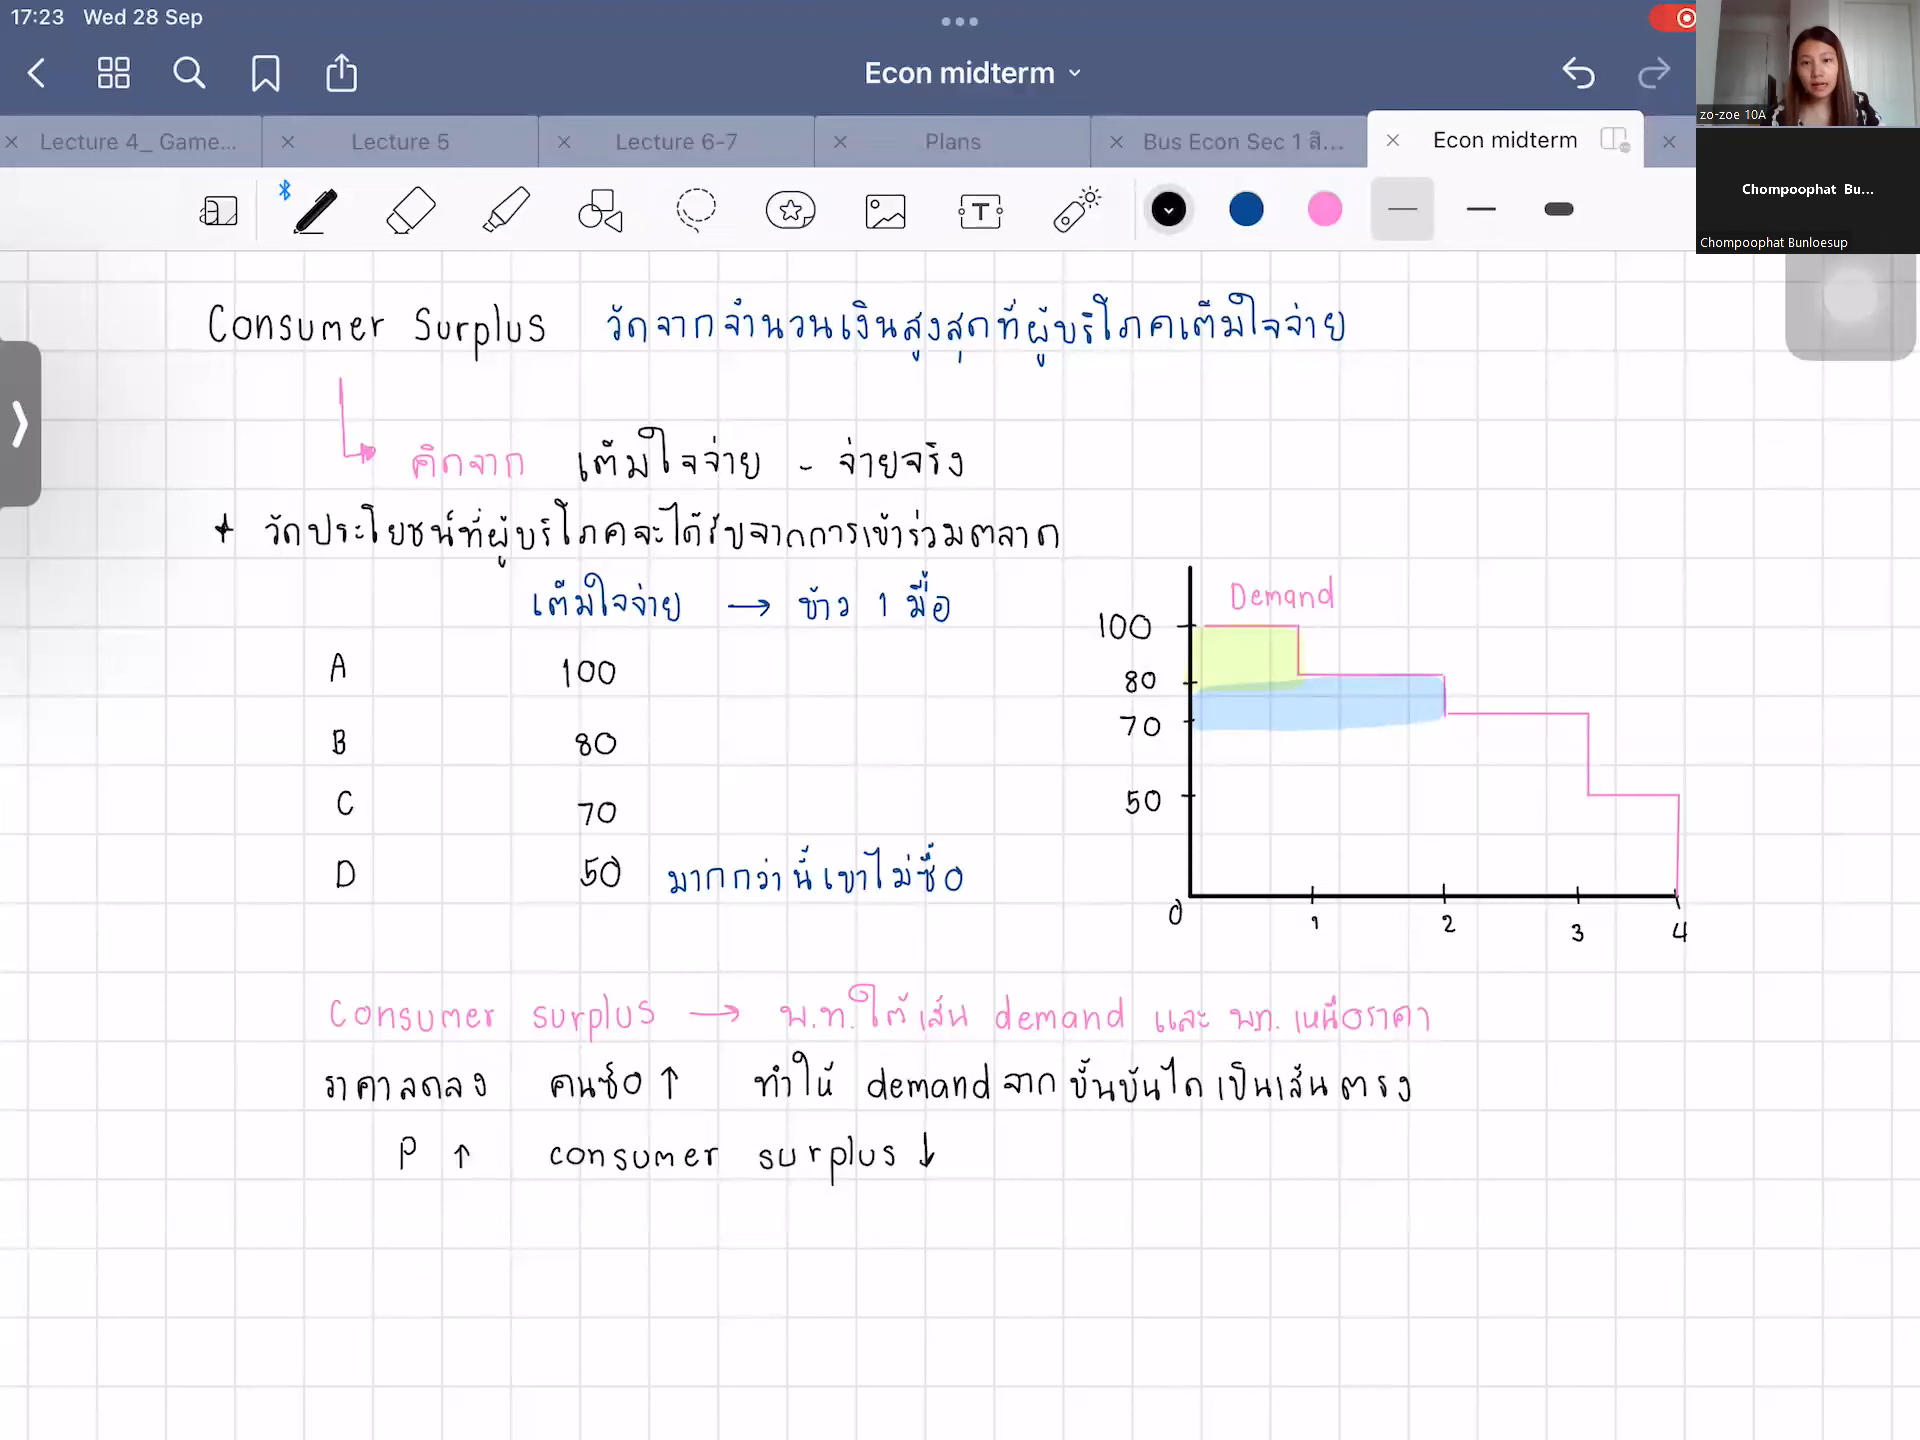 17:23 Wed 28 Sep
Econ midterm
Lecture 4_ Game...
Lecture 5
Lecture 6-7
Plans
Bus Econ Sec 1 สิ...
Econ midterm
zo-zoe 10A
Chompoophat Bu...
Chompoophat Bunloesup
Consumer Surplus วัดจากจำนวนเงินสูงสุดที่ผู้บริโภคเต็มใจจ่าย
คิดจาก เต็มใจจ่าย - จ่ายจริง
* วัดประโยชน์ที่ผู้บริโภคจะได้รับจากการเข้าร่วมตลาด
เต็มใจจ่าย → ข้าว 1 มื้อ
A 100
B 80
C 70
D 50 มากกว่านี้เขาไม่ซื้อ
Demand
100
80
70
50
0 1 2 3 4
Consumer surplus → พ.ท.ใต้เส้น demand และ พท.เหนือราคา
ราคาลดลง คนซื้อ ↑ ทำให้ demand จาก ขั้นบันไดเป็นเส้นตรง
P ↑ consumer surplus ↓